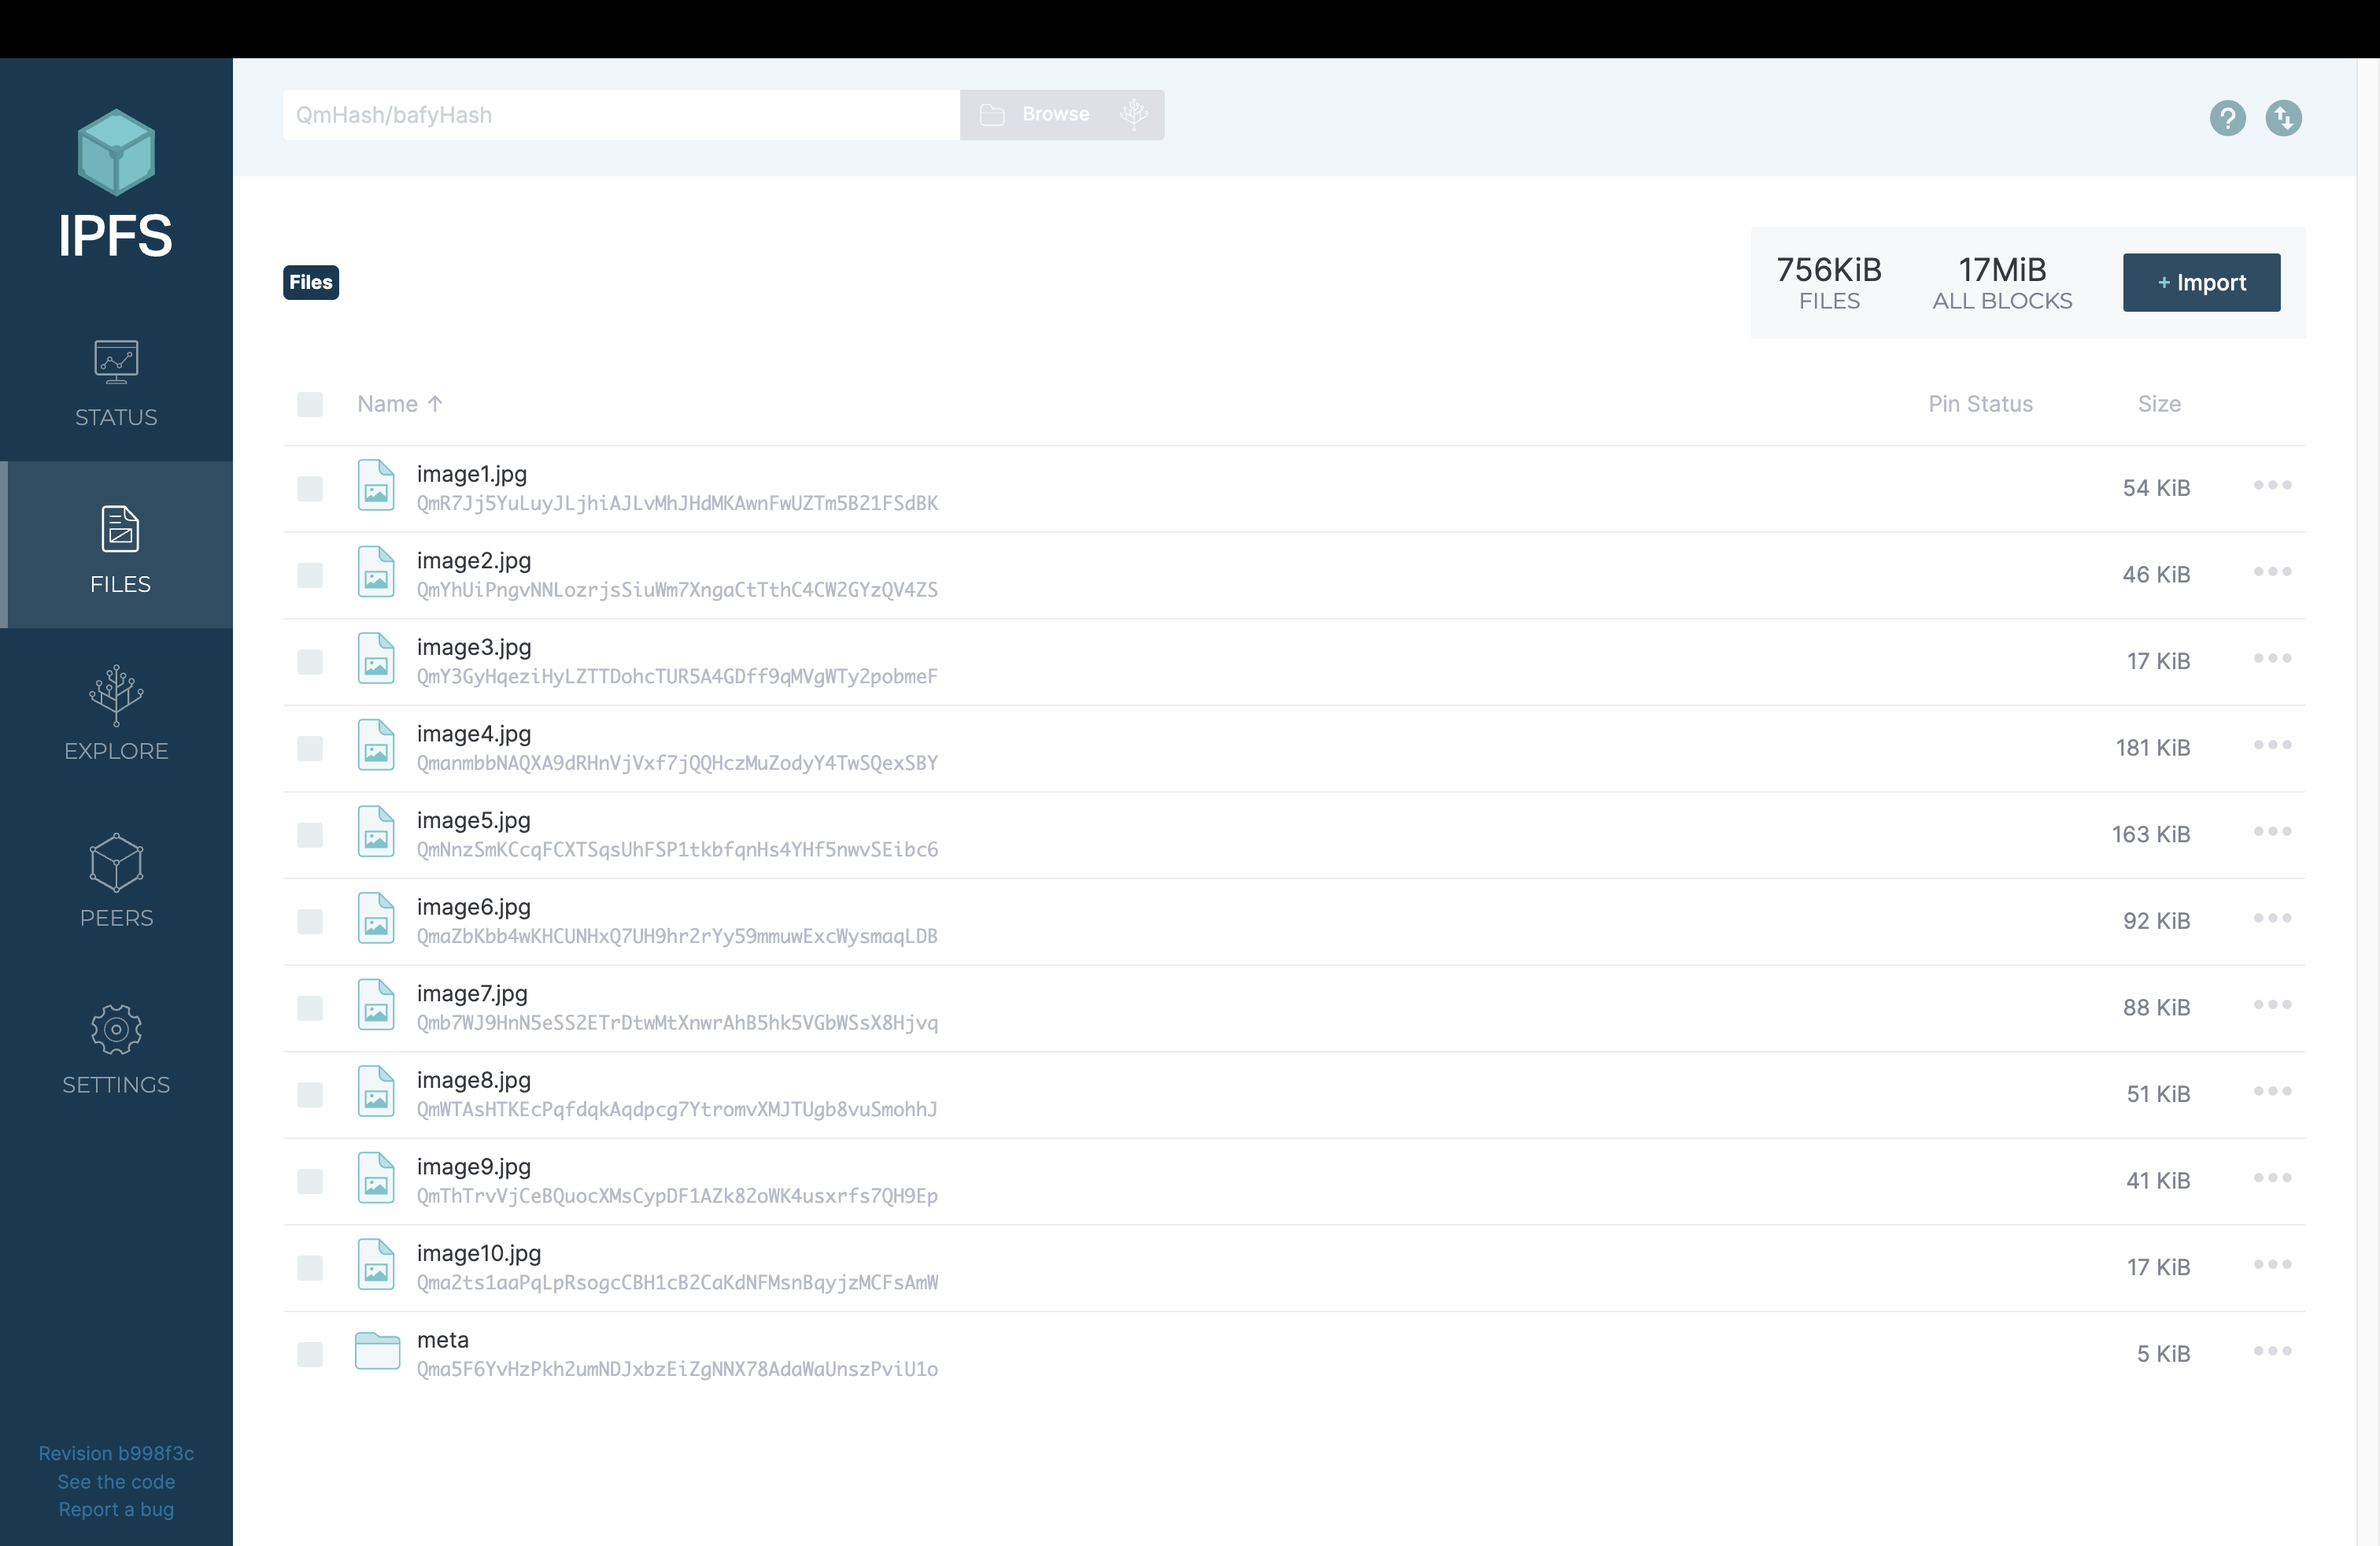 IPFS
STATUS
FILES
EXPLORE
PEERS
SETTINGS
Revision b998f3c
See the code
Report a bug
QmHash/bafyHash
Browse
?
Files
756KiB
FILES
17MiB
ALL BLOCKS
+ Import
Name ↑ Pin Status Size
image1.jpg
QmR7Jj5YuLuyJLjhiAJLvMhJHdMKAwnFwUZTm5B21FSdBK
54 KiB
image2.jpg
QmYhUiPngvNNLozrjsSiuWm7XngaCtTthC4CW2GYzQV4ZS
46 KiB
image3.jpg
QmY3GyHqeziHyLZTTDohcTUR5A4GDff9qMVgWTy2pobmeF
17 KiB
image4.jpg
QmanmbbNAQXA9dRHnVjVxf7jQQHczMuZodyY4TwSQexSBY
181 KiB
image5.jpg
QmNnzSmKCcqFCXTSqsUhFSP1tkbfqnHs4YHf5nwvSEibc6
163 KiB
image6.jpg
QmaZbKbb4wKHCUNHxQ7UH9hr2rYy59mmuwExcWysmaqLDB
92 KiB
image7.jpg
Qmb7WJ9HnN5eSS2ETrDtwMtXnwrAhB5hk5VGbWSsX8Hjvq
88 KiB
image8.jpg
QmWTAsHTKEcPqfdqkAqdpcg7YtromvXMJTUgb8vuSmohhJ
51 KiB
image9.jpg
QmThTrvVjCeBQuocXMsCypDF1AZk82oWK4usxrfs7QH9Ep
41 KiB
image10.jpg
Qma2ts1aaPqLpRsogcCBH1cB2CaKdNFMsnBqyjzMCFsAmW
17 KiB
meta
Qma5F6YvHzPkh2umNDJxbzEiZgNNX78AdaWaUnszPviU1o
5 KiB